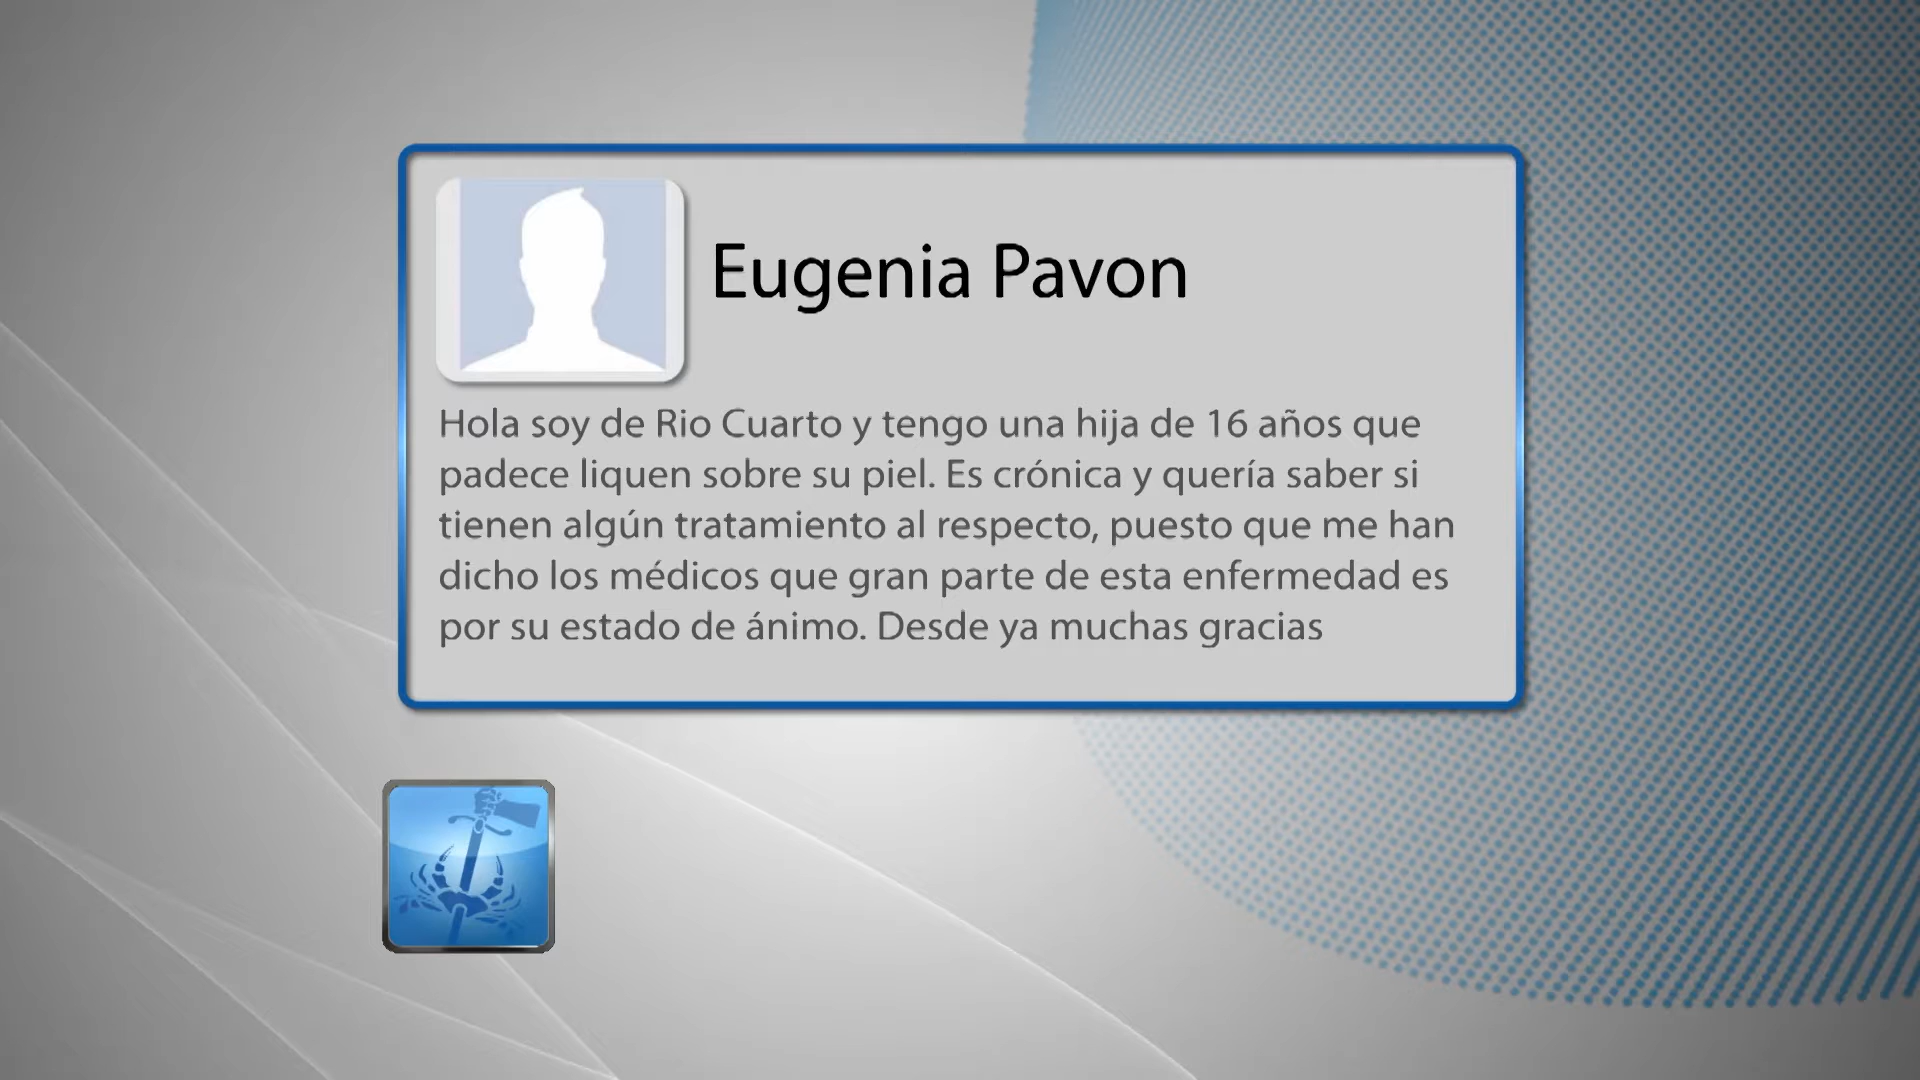 Eugenia Pavon
Hola soy de Rio Cuarto y tengo una hija de 16 años que
padece liquen sobre su piel. Es crónica y quería saber si
tienen algún tratamiento al respecto, puesto que me han
dicho los médicos que gran parte de esta enfermedad es
por su estado de ánimo. Desde ya muchas gracias